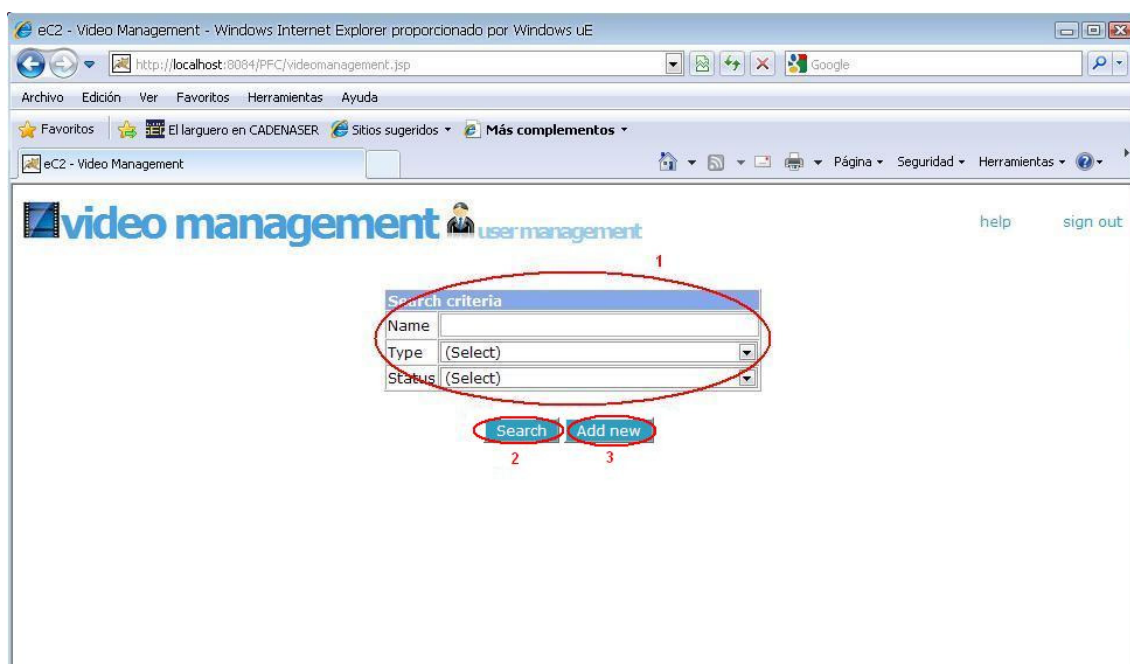 eC2 - Video Management - Windows Internet Explorer proporcionado por Windows uE
http://localhost:8084/PFC/videomanagement.jsp
Google
Archivo Edición Ver Favoritos Herramientas Ayuda
Favoritos El larguero en CADENASER Sitios sugeridos Más complementos
eC2 - Video Management
Página Seguridad Herramientas
video management user management help sign out
1
Search criteria
Name
Type (Select)
Status (Select)
Search Add new
2 3